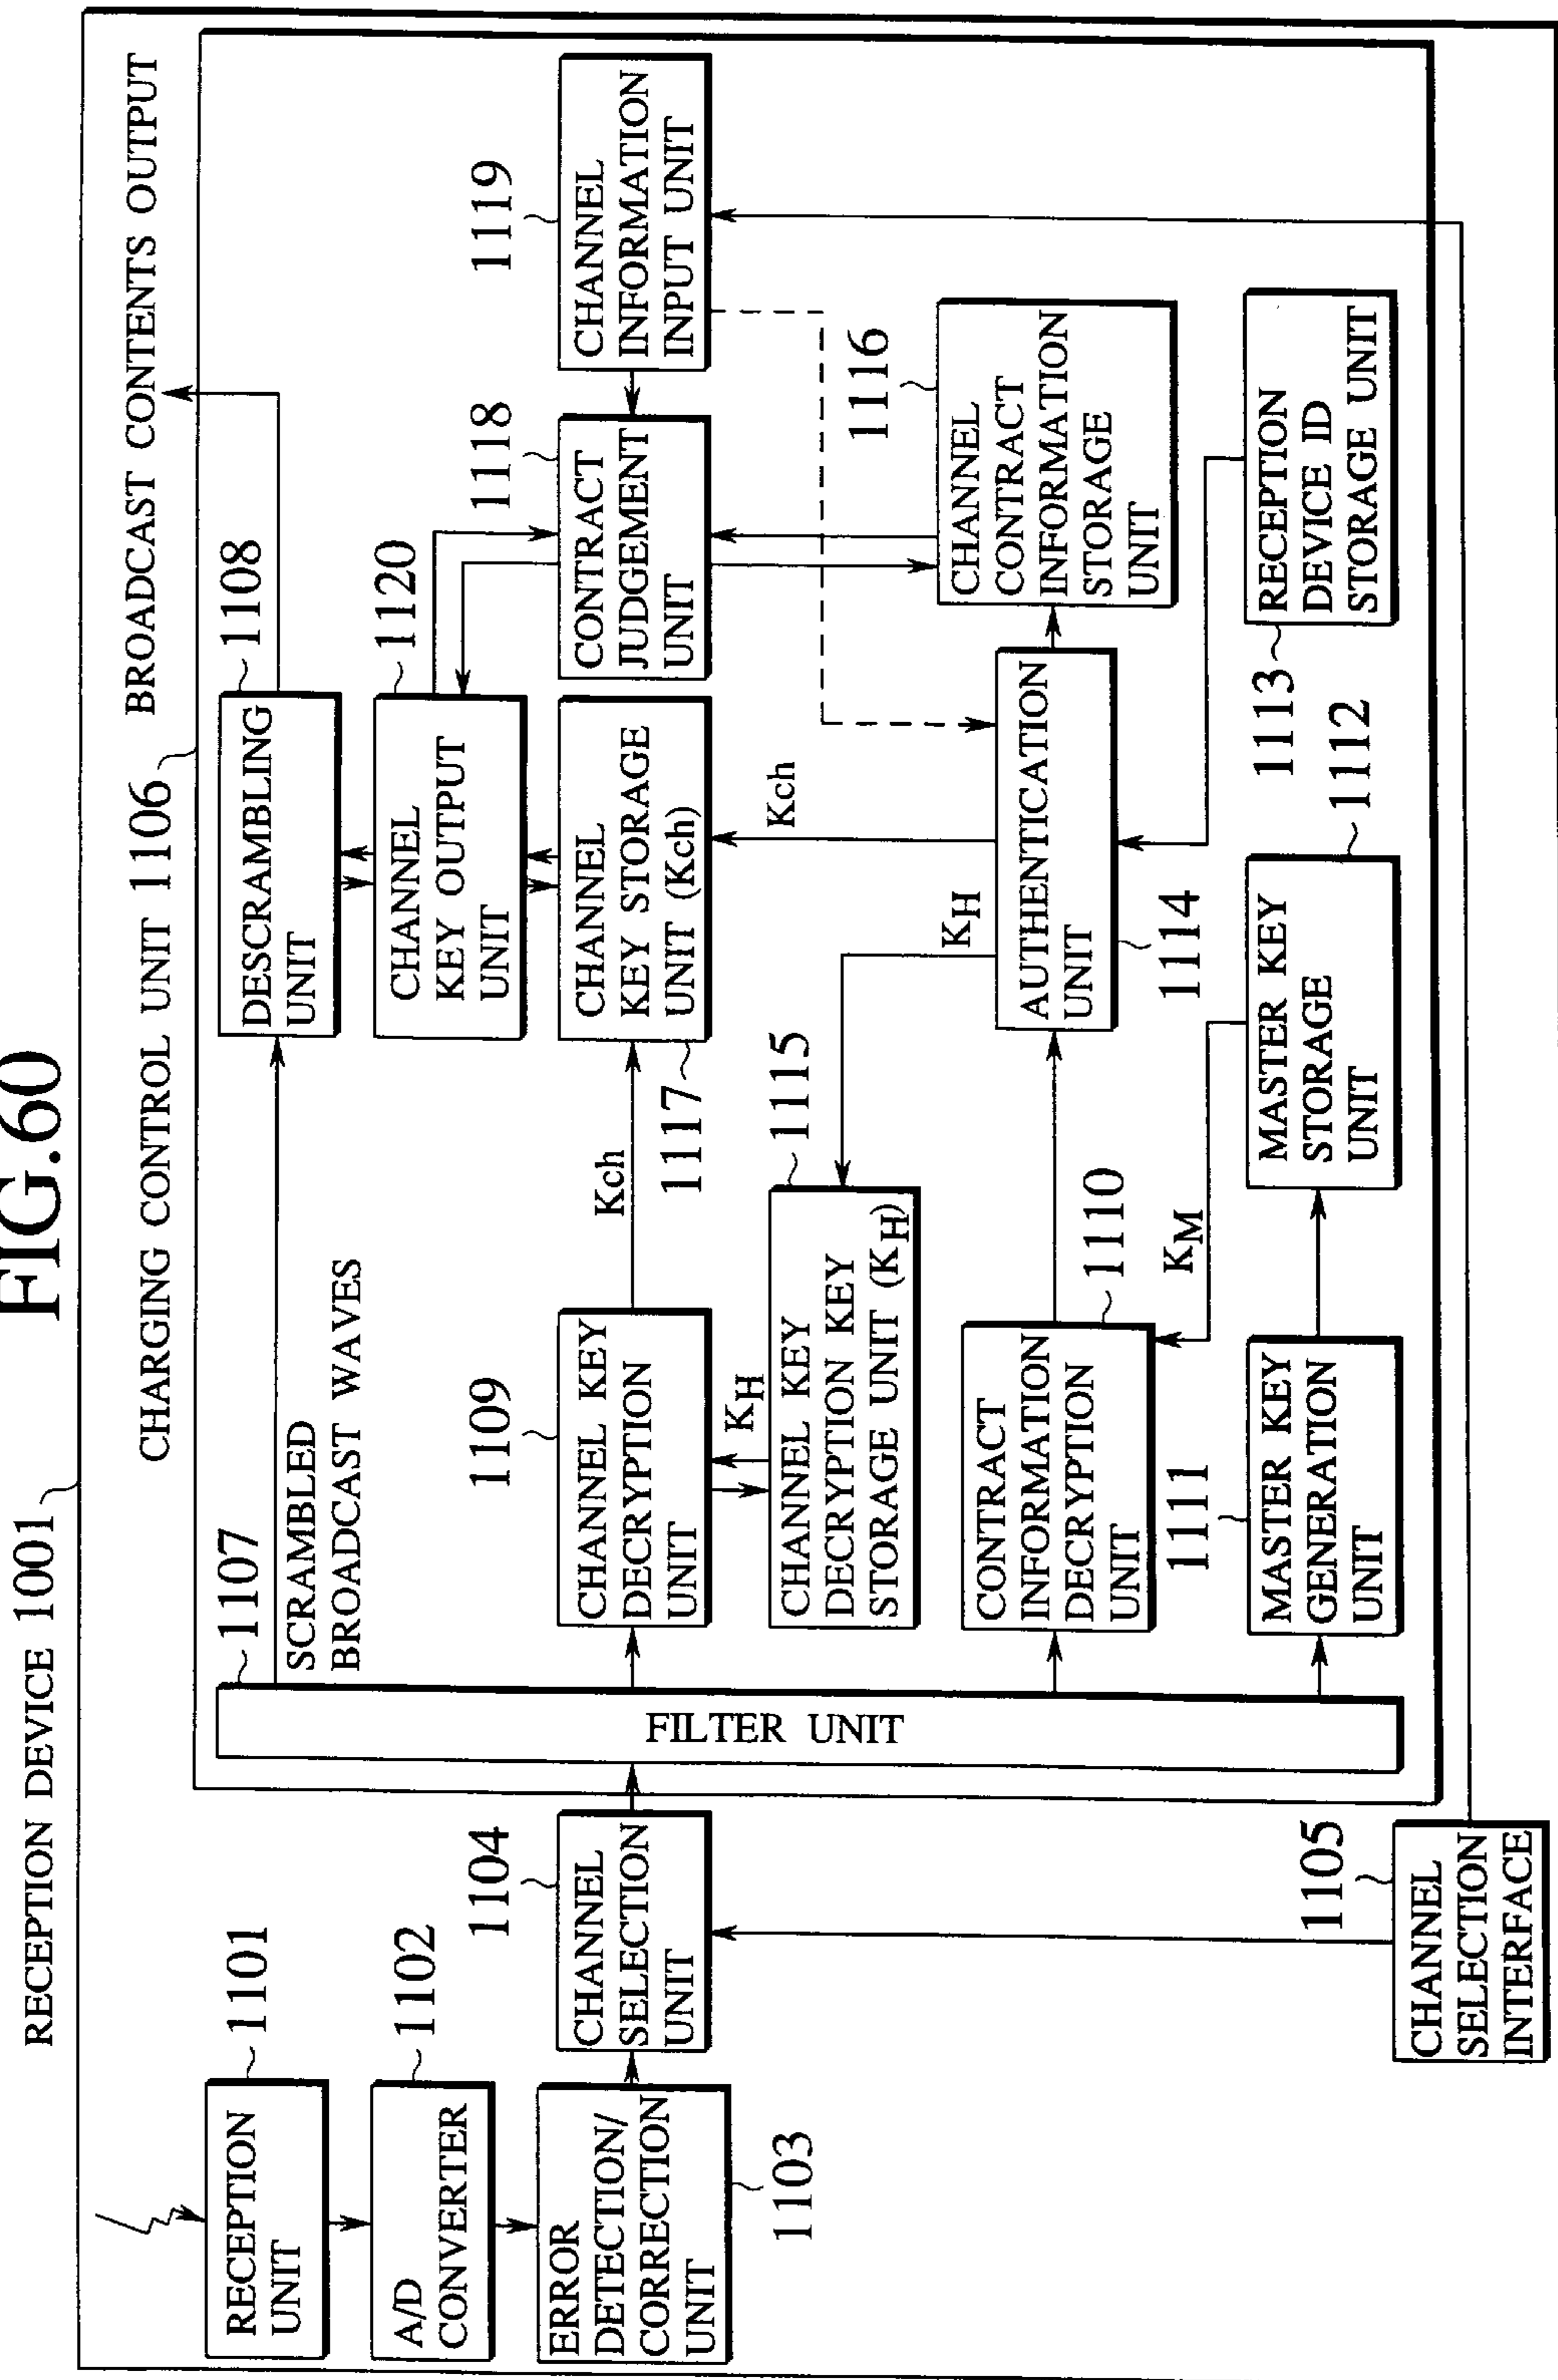 FIG.60
RECEPTION DEVICE 1001
CHARGING CONTROL UNIT 1106
BROADCAST CONTENTS OUTPUT
1101
RECEPTION
UNIT
1102
A/D
CONVERTER
ERROR
DETECTION/
CORRECTION
UNIT
1103
1104
CHANNEL
SELECTION
UNIT
1105
CHANNEL
SELECTION
INTERFACE
1107
FILTER UNIT
SCRAMBLED
BROADCAST WAVES
1108
DESCRAMBLING
UNIT
1120
CHANNEL
KEY OUTPUT
UNIT
1109
CHANNEL KEY
DECRYPTION
UNIT
Kch
CHANNEL
KEY STORAGE
UNIT (Kch)
1117
1118
CONTRACT
JUDGEMENT
UNIT
1119
CHANNEL
INFORMATION
INPUT UNIT
KH
1115
CHANNEL KEY
DECRYPTION KEY
STORAGE UNIT (KH)
KH
Kch
1116
CHANNEL
CONTRACT
INFORMATION
STORAGE
UNIT
CONTRACT
INFORMATION
DECRYPTION
UNIT
1110
AUTHENTICATION
UNIT
1114
KM
1111
MASTER KEY
GENERATION
UNIT
1112
MASTER KEY
STORAGE
UNIT
1113
RECEPTION
DEVICE ID
STORAGE UNIT